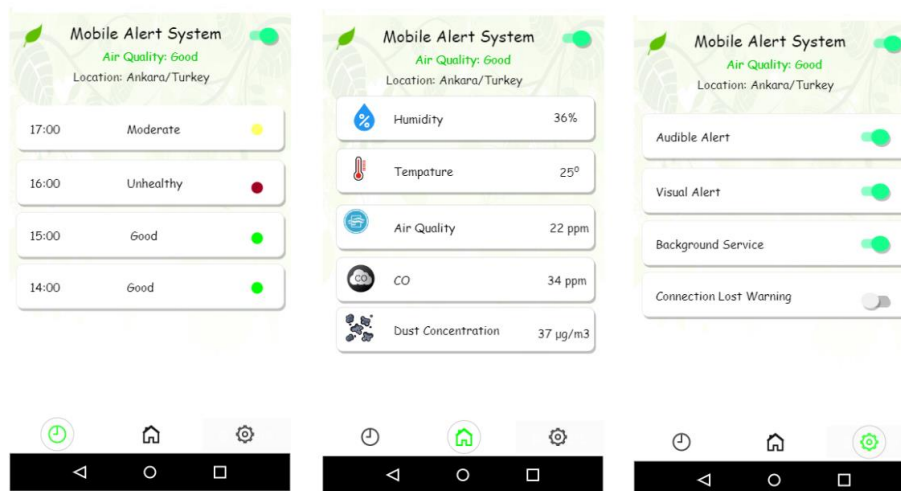 Mobile Alert System
Air Quality: Good
Location: Ankara/Turkey
17:00 Moderate
16:00 Unhealthy
15:00 Good
14:00 Good
Mobile Alert System
Air Quality: Good
Location: Ankara/Turkey
% Humidity 36%
Tempature 25⁰
Air Quality 22 ppm
CO CO 34 ppm
Dust Concentration 37 µg/m3
Mobile Alert System
Air Quality: Good
Location: Ankara/Turkey
Audible Alert
Visual Alert
Background Service
Connection Lost Warning